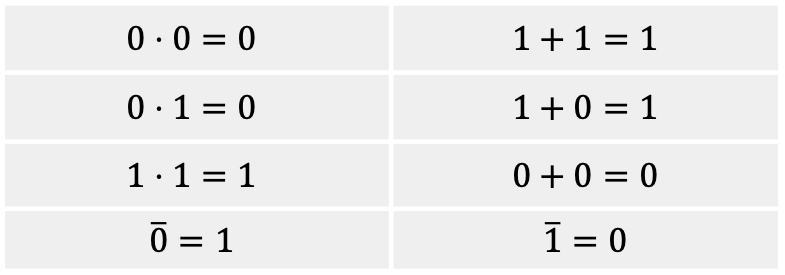 0 · 0 = 0 1 + 1 = 1
0 · 1 = 0 1 + 0 = 1
1 · 1 = 1 0 + 0 = 0
0̅ = 1 1̅ = 0